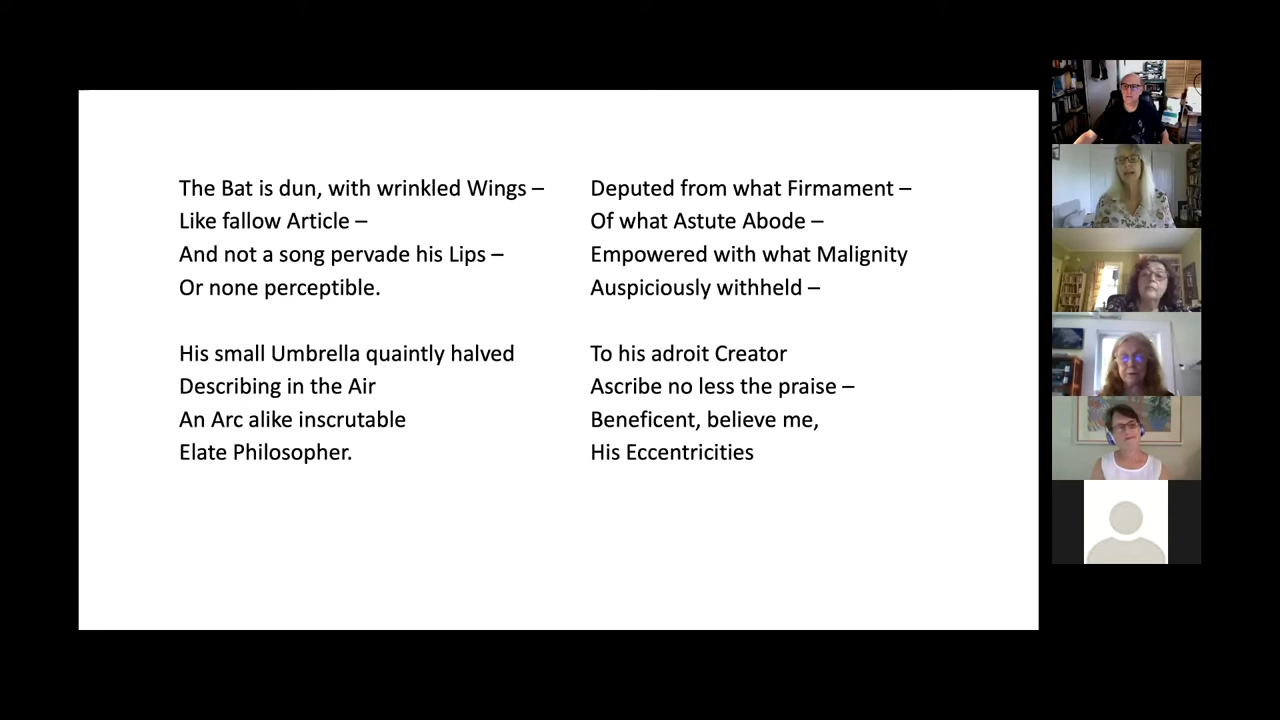 The Bat is dun, with wrinkled Wings –
Like fallow Article –
And not a song pervade his Lips –
Or none perceptible.
His small Umbrella quaintly halved
Describing in the Air
An Arc alike inscrutable
Elate Philosopher.
Deputed from what Firmament –
Of what Astute Abode –
Empowered with what Malignity
Auspiciously withheld –
To his adroit Creator
Ascribe no less the praise –
Beneficent, believe me,
His Eccentricities